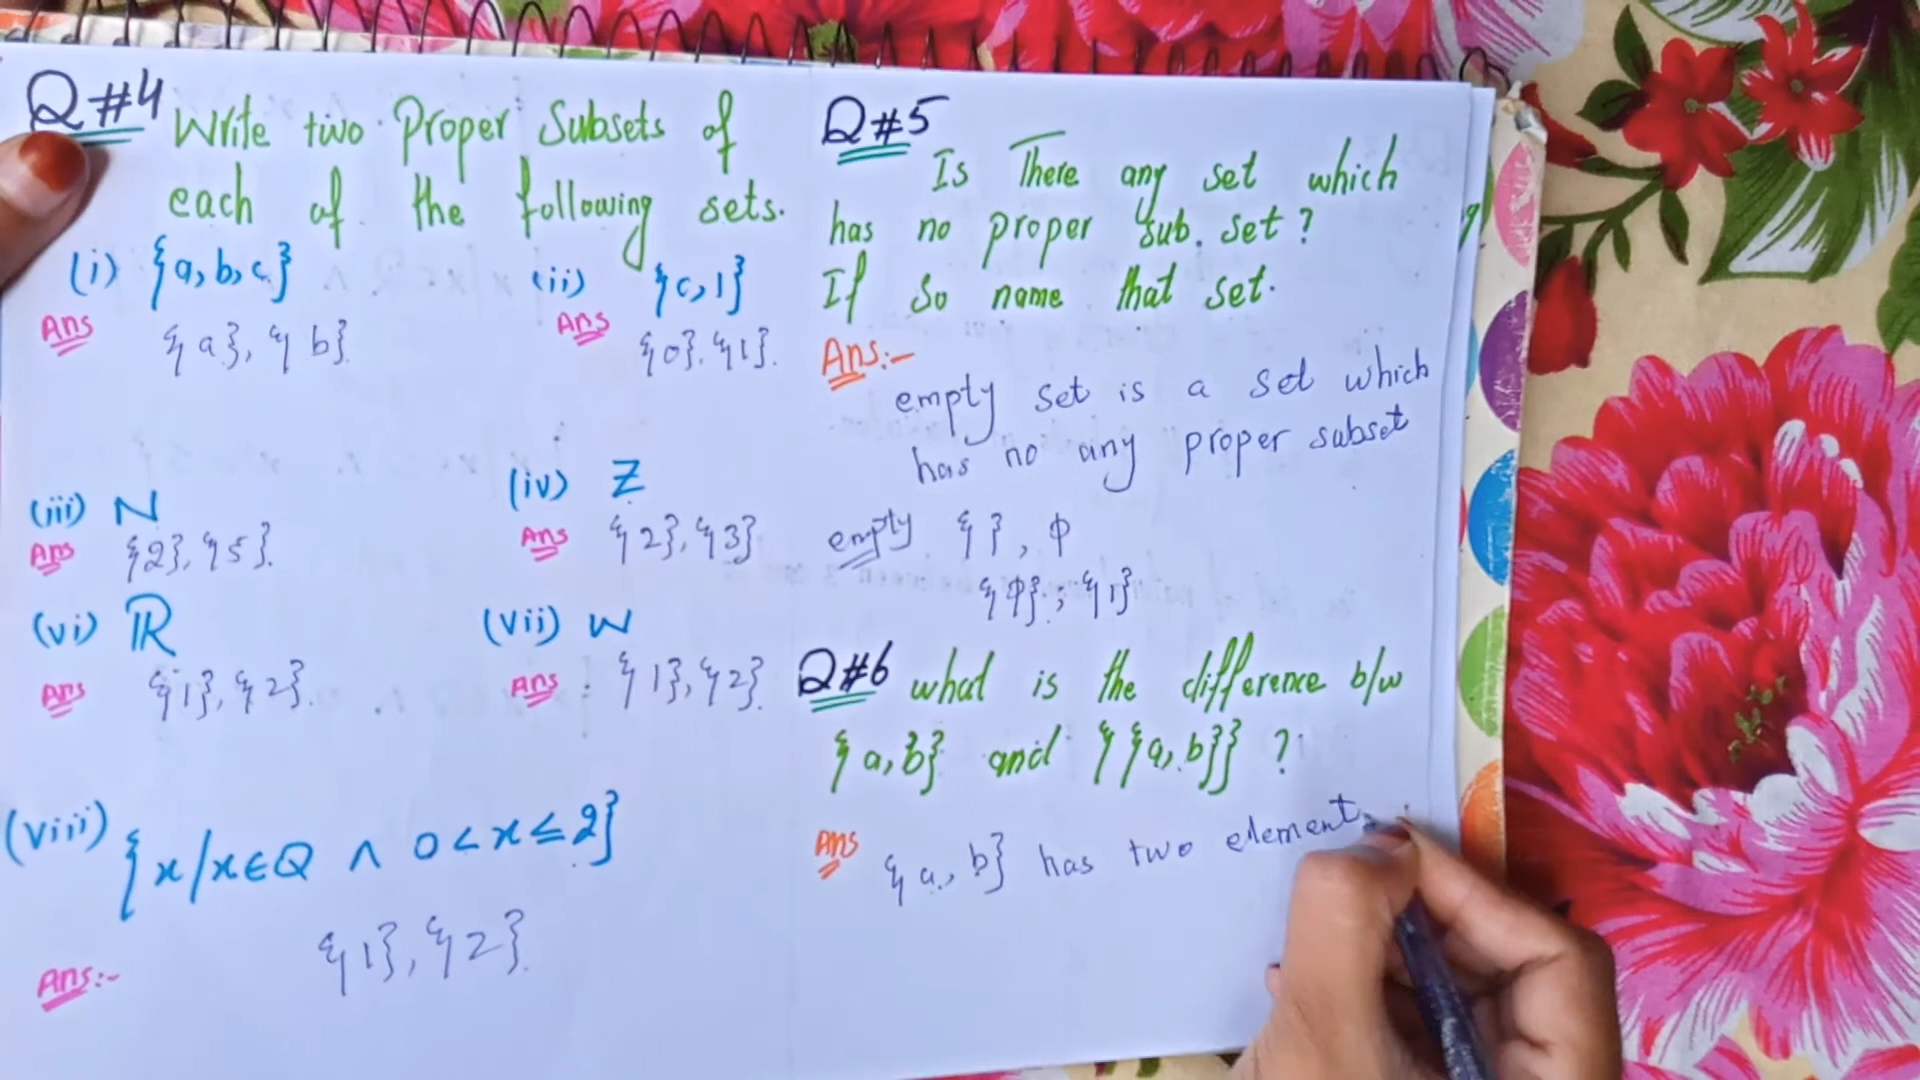 Q#4 Write two Proper Subsets of
each of the following sets.
(i) {a, b, c} (ii) {c, 1}
Ans {a}, {b}. Ans {0}. {1}.
(iii) N (iv) Z
Ans {2}, {5}. Ans {2}, {3}
(vi) ℝ (vii) W
Ans {1}, {2}. Ans : {1}, {2}.
(viii) {x/x∈Q ∧ 0<x≤2}
Ans:- {1}, {2}.
Q#5
Is There any set which
has no proper sub. set?
If so name that set.
Ans:-
empty set is a set which
has no any proper subset
empty { }, φ
{φ}; {1}
Q#6 what is the difference b/w
{a, b} and {{a, b}} ?
Ans {a, b} has two element